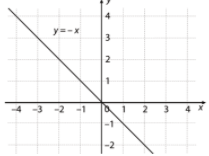 y
4
y = – x
3
2
1
–4 –3 –2 –1 0 1 2 3 4 x
–1
–2